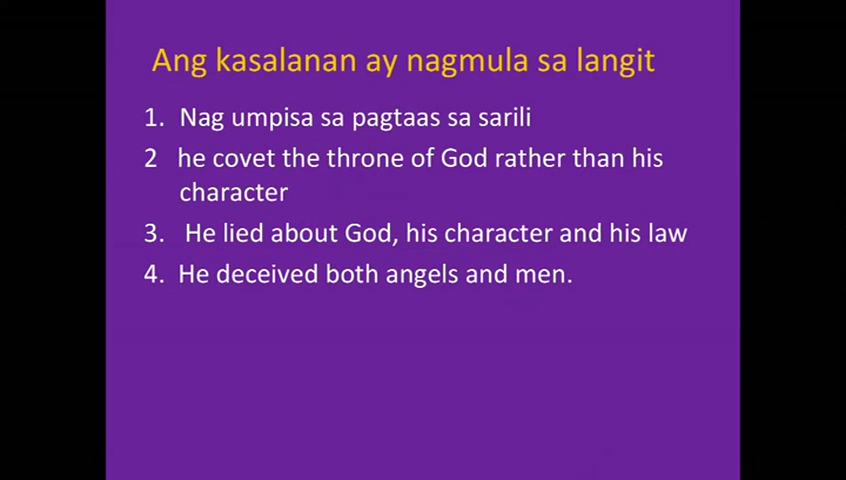 Ang kasalanan ay nagmula sa langit
1. Nag umpisa sa pagtaas sa sarili
2 he covet the throne of God rather than his
character
3. He lied about God, his character and his law
4. He deceived both angels and men.